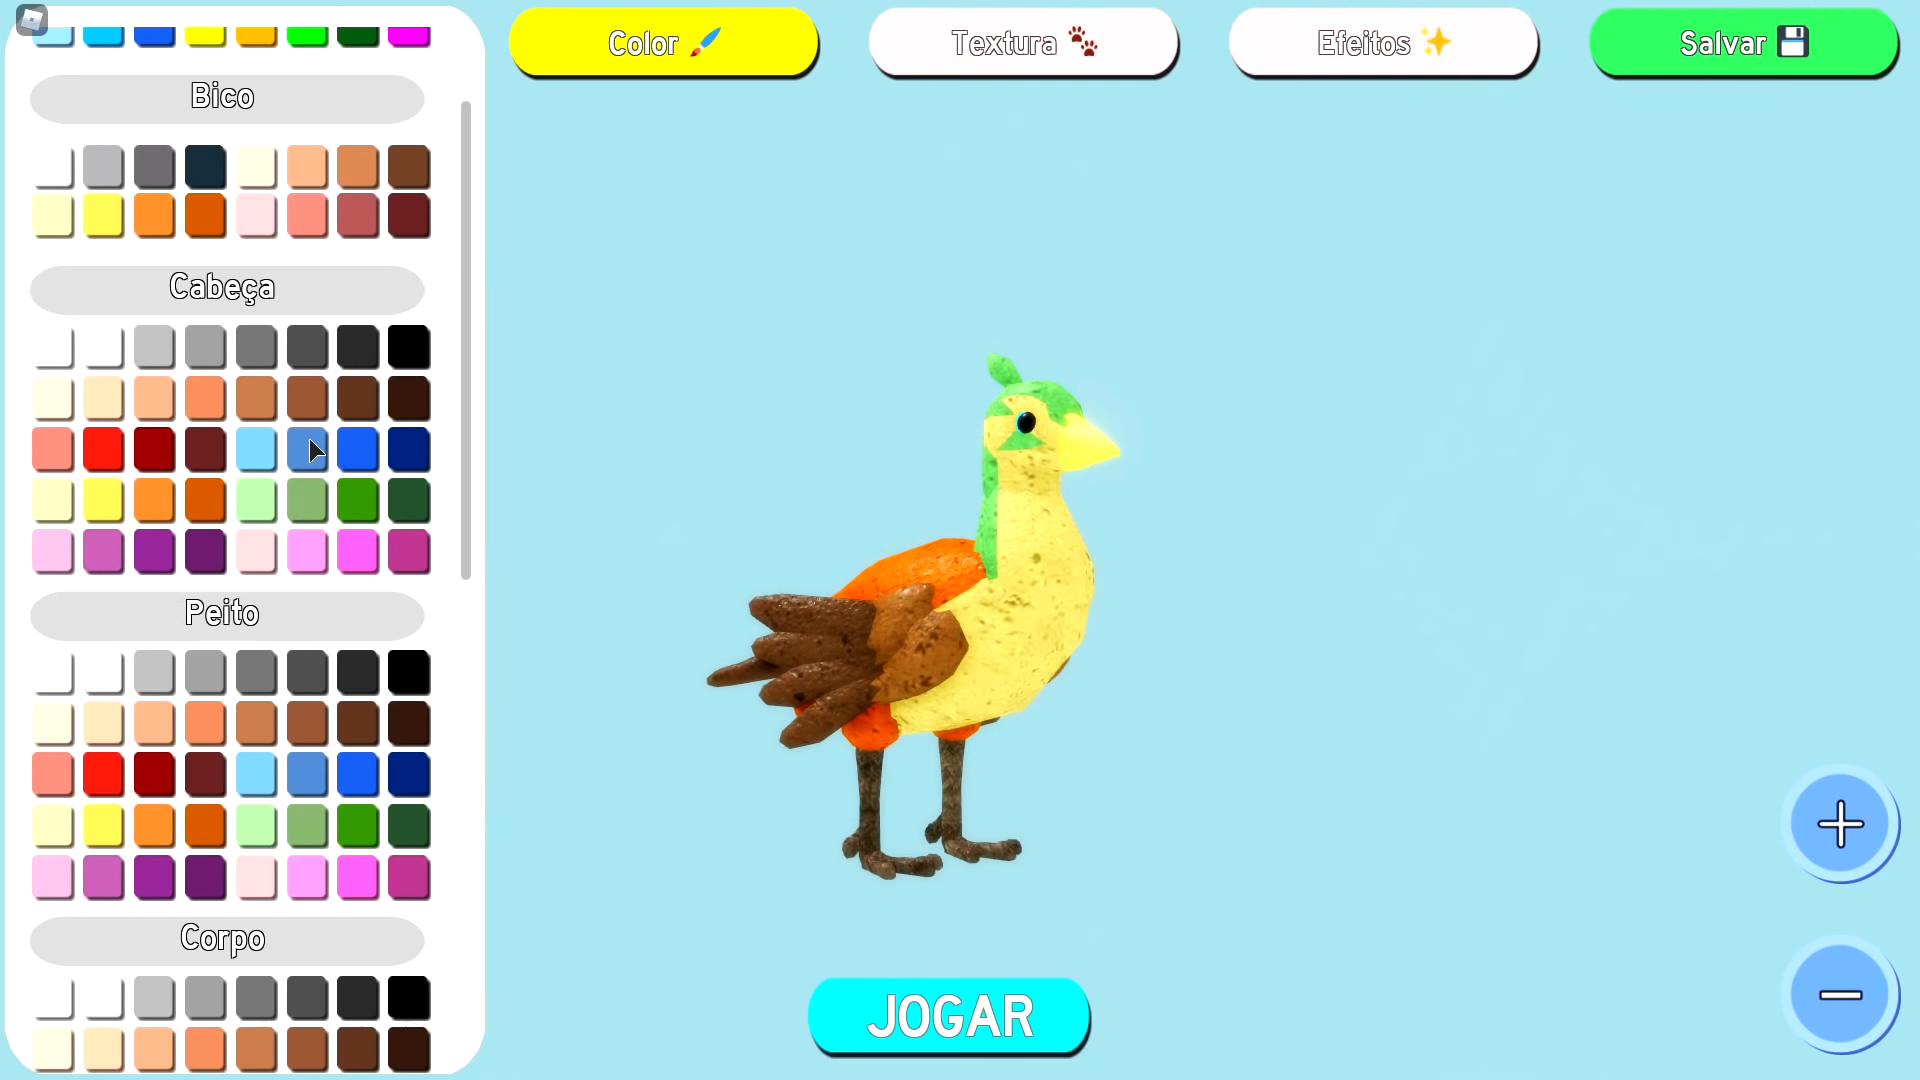 Color
Textura
Efeitos
Salvar
Bico
Cabeça
Peito
Corpo
JOGAR